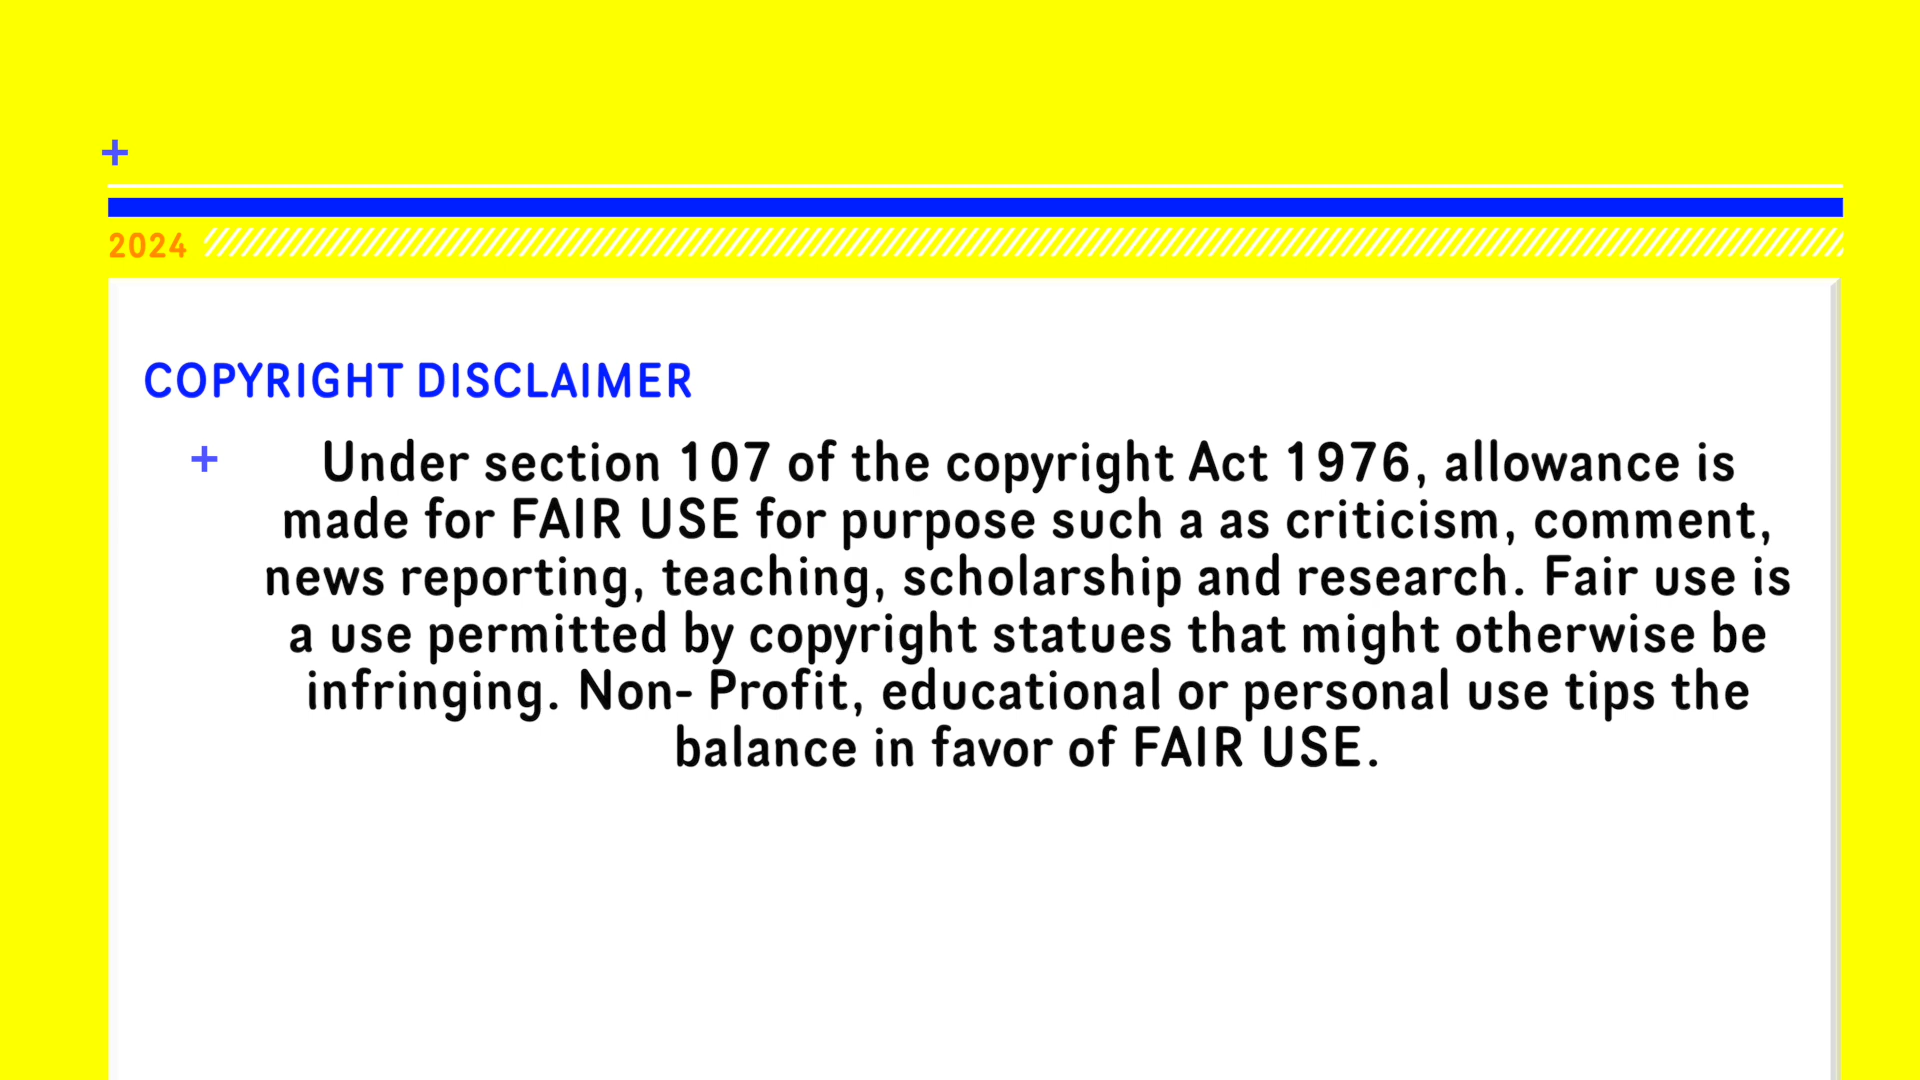 2024
COPYRIGHT DISCLAIMER
+ Under section 107 of the copyright Act 1976, allowance is
made for FAIR USE for purpose such a as criticism, comment,
news reporting, teaching, scholarship and research. Fair use is
a use permitted by copyright statues that might otherwise be
infringing. Non- Profit, educational or personal use tips the
balance in favor of FAIR USE.